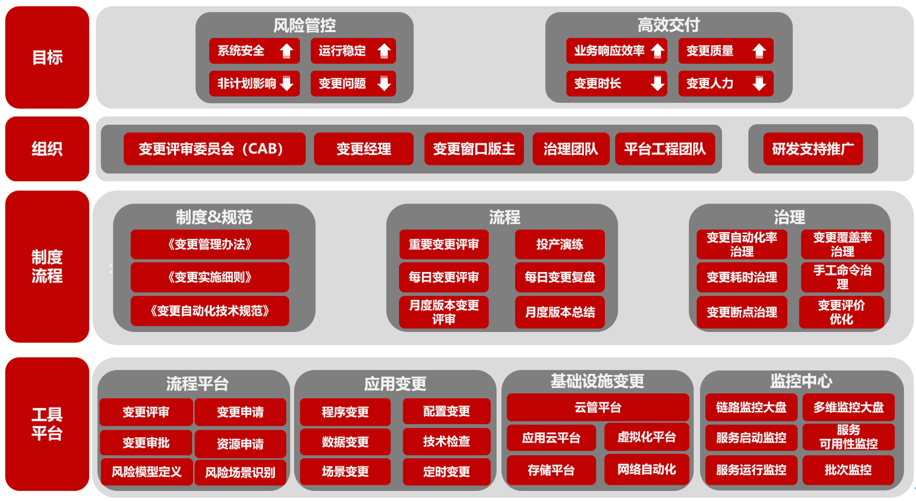 目标
风险管控
系统安全
运行稳定
非计划影响
变更问题
高效交付
业务响应效率
变更质量
变更时长
变更人力
组织
变更评审委员会（CAB）
变更经理
变更窗口版主
治理团队
平台工程团队
研发支持推广
制度
流程
制度&规范
《变更管理办法》
《变更实施细则》
《变更自动化技术规范》
流程
重要变更评审
投产演练
每日变更评审
每日变更复盘
月度版本变更
评审
月度版本总结
治理
变更自动化率
治理
变更覆盖率
治理
变更耗时治理
手工命令治
理
变更断点治理
变更评价
优化
工具
平台
流程平台
变更评审
变更申请
变更审批
资源申请
风险模型定义
风险场景识别
应用变更
程序变更
配置变更
数据变更
技术检查
场景变更
定时变更
基础设施变更
云管平台
应用云平台
虚拟化平台
存储平台
网络自动化
监控中心
链路监控大盘
多维监控大盘
服务启动监控
服务
可用性监控
服务运行监控
批次监控